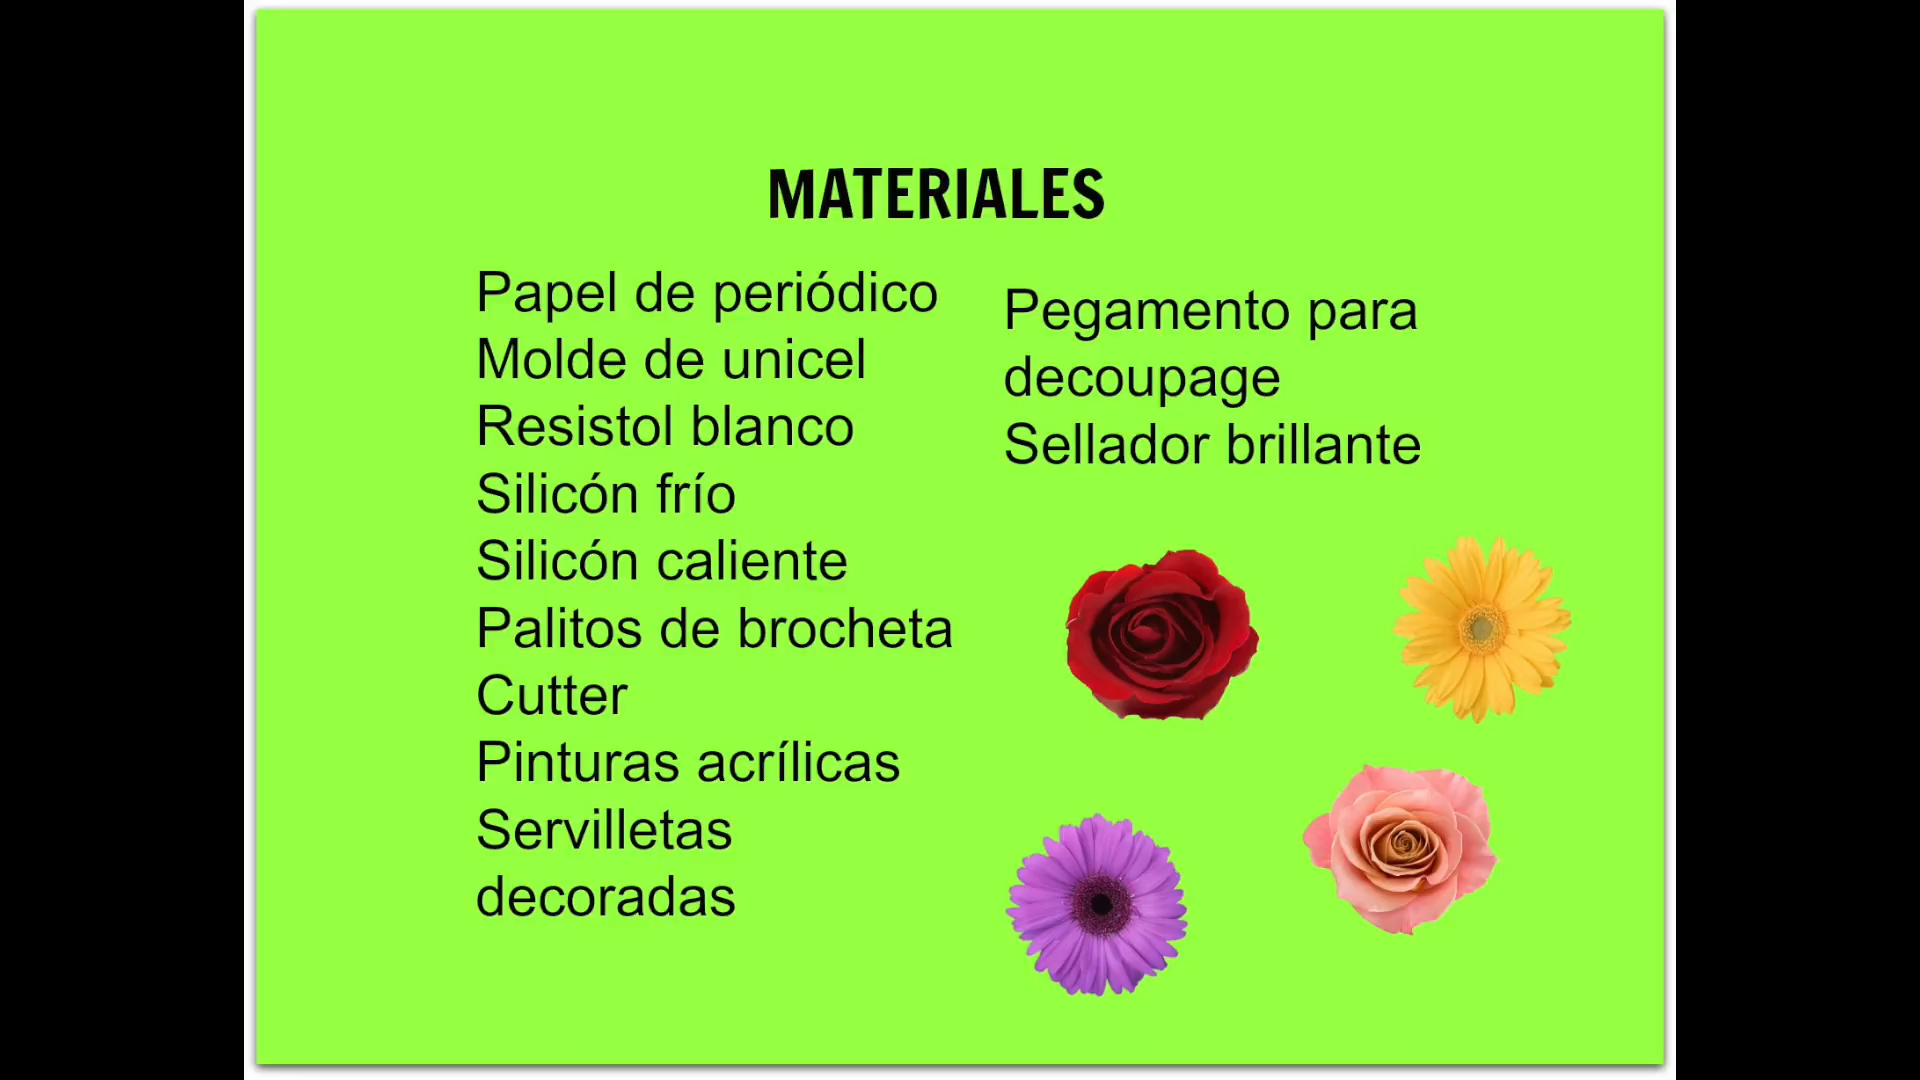 MATERIALES
Papel de periódico
Molde de unicel
Resistol blanco
Silicón frío
Silicón caliente
Palitos de brocheta
Cutter
Pinturas acrílicas
Servilletas
decoradas
Pegamento para
decoupage
Sellador brillante